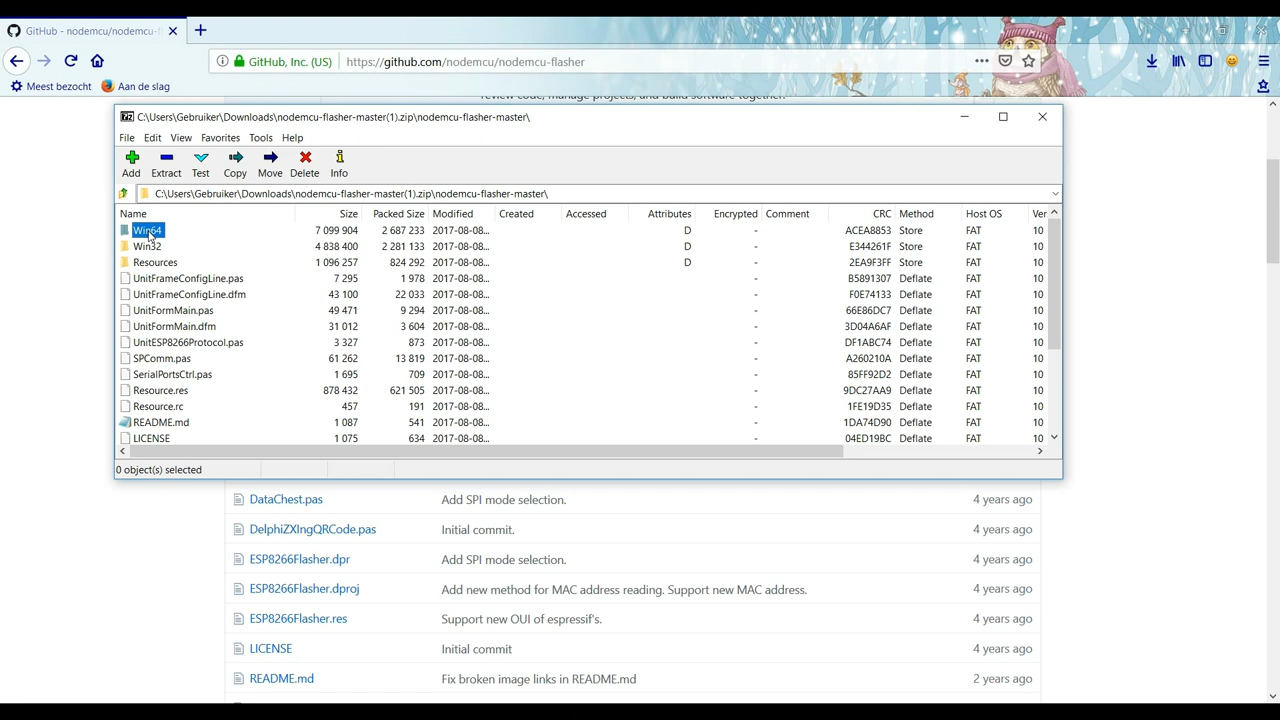 GitHub - nodemcu/nodemcu-f
GitHub, Inc. (US) https://github.com/nodemcu/nodemcu-flasher
Meest bezocht Aan de slag
review code, manage projects, and build software together.
C:\Users\Gebruiker\Downloads\nodemcu-flasher-master(1).zip\nodemcu-flasher-master\
File Edit View Favorites Tools Help
Add Extract Test Copy Move Delete Info
C:\Users\Gebruiker\Downloads\nodemcu-flasher-master(1).zip\nodemcu-flasher-master\
Name Size Packed Size Modified Created Accessed Attributes Encrypted Comment CRC Method Host OS Ver
Win64 7 099 904 2 687 233 2017-08-08... D - ACEA8853 Store FAT 10
Win32 4 838 400 2 281 133 2017-08-08... D - E344261F Store FAT 10
Resources 1 096 257 824 292 2017-08-08... D - 2EA9F3FF Store FAT 10
UnitFrameConfigLine.pas 7 295 1 978 2017-08-08... - B5891307 Deflate FAT 10
UnitFrameConfigLine.dfm 43 100 22 033 2017-08-08... - F0E74133 Deflate FAT 10
UnitFormMain.pas 49 471 9 294 2017-08-08... - 66E86DC7 Deflate FAT 10
UnitFormMain.dfm 31 012 3 604 2017-08-08... - 3D04A6AF Deflate FAT 10
UnitESP8266Protocol.pas 3 327 873 2017-08-08... - DF1ABC74 Deflate FAT 10
SPComm.pas 61 262 13 819 2017-08-08... - A260210A Deflate FAT 10
SerialPortsCtrl.pas 1 695 709 2017-08-08... - 85FF92D2 Deflate FAT 10
Resource.res 878 432 621 505 2017-08-08... - 9DC27AA9 Deflate FAT 10
Resource.rc 457 191 2017-08-08... - 1FE19D35 Deflate FAT 10
README.md 1 087 541 2017-08-08... - 1DA74D90 Deflate FAT 10
LICENSE 1 075 634 2017-08-08... - 04ED19BC Deflate FAT 10
0 object(s) selected
DataChest.pas Add SPI mode selection. 4 years ago
DelphiZXIngQRCode.pas Initial commit. 4 years ago
ESP8266Flasher.dpr Add SPI mode selection. 4 years ago
ESP8266Flasher.dproj Add new method for MAC address reading. Support new MAC address. 4 years ago
ESP8266Flasher.res Support new OUI of espressif's. 4 years ago
LICENSE Initial commit 4 years ago
README.md Fix broken image links in README.md 2 years ago